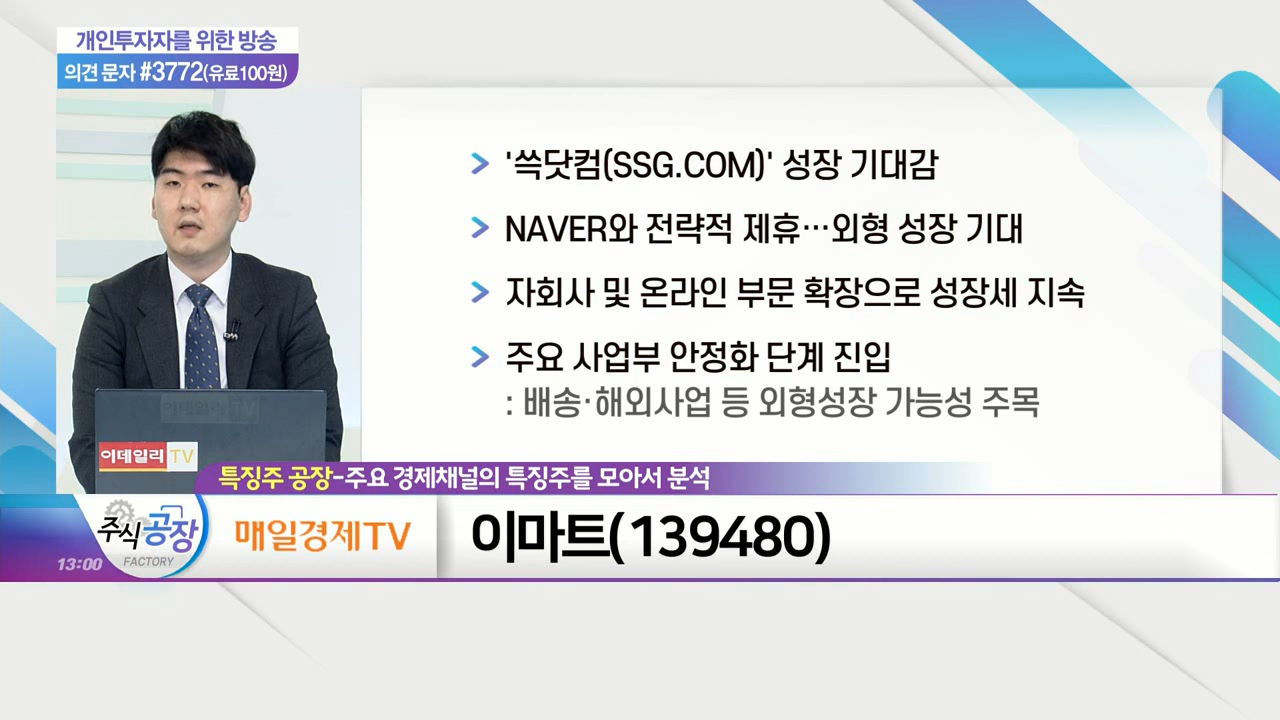 개인투자자를 위한 방송
의견 문자 #3772(유료100원)
'쓱닷컴(SSG.COM)' 성장 기대감
NAVER와 전략적 제휴…외형 성장 기대
자회사 및 온라인 부문 확장으로 성장세 지속
주요 사업부 안정화 단계 진입
: 배송·해외사업 등 외형성장 가능성 주목
이데일리 TV
이데일리 TV
특징주 공장-주요 경제채널의 특징주를 모아서 분석
주식공장
FACTORY
13:00
매일경제TV
이마트(139480)